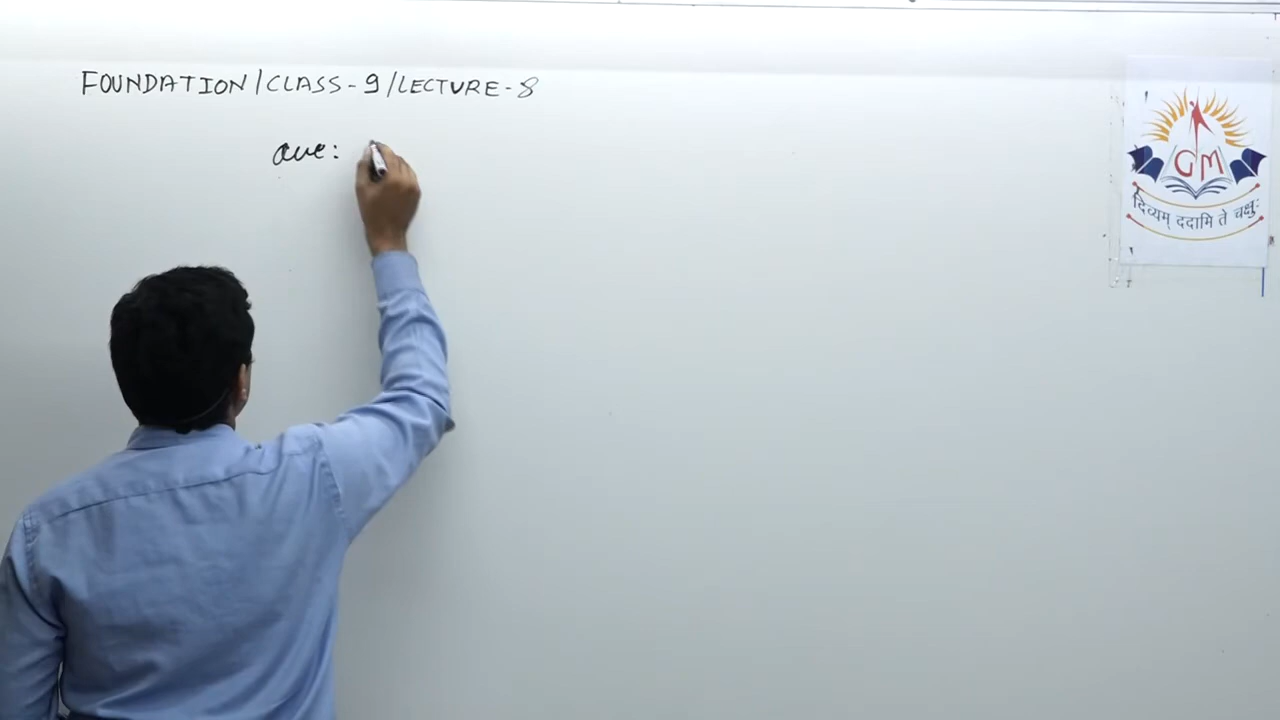 FOUNDATION/CLASS-9/LECTURE-8
Que:
GM
दिव्यम् ददामि ते चक्षुः